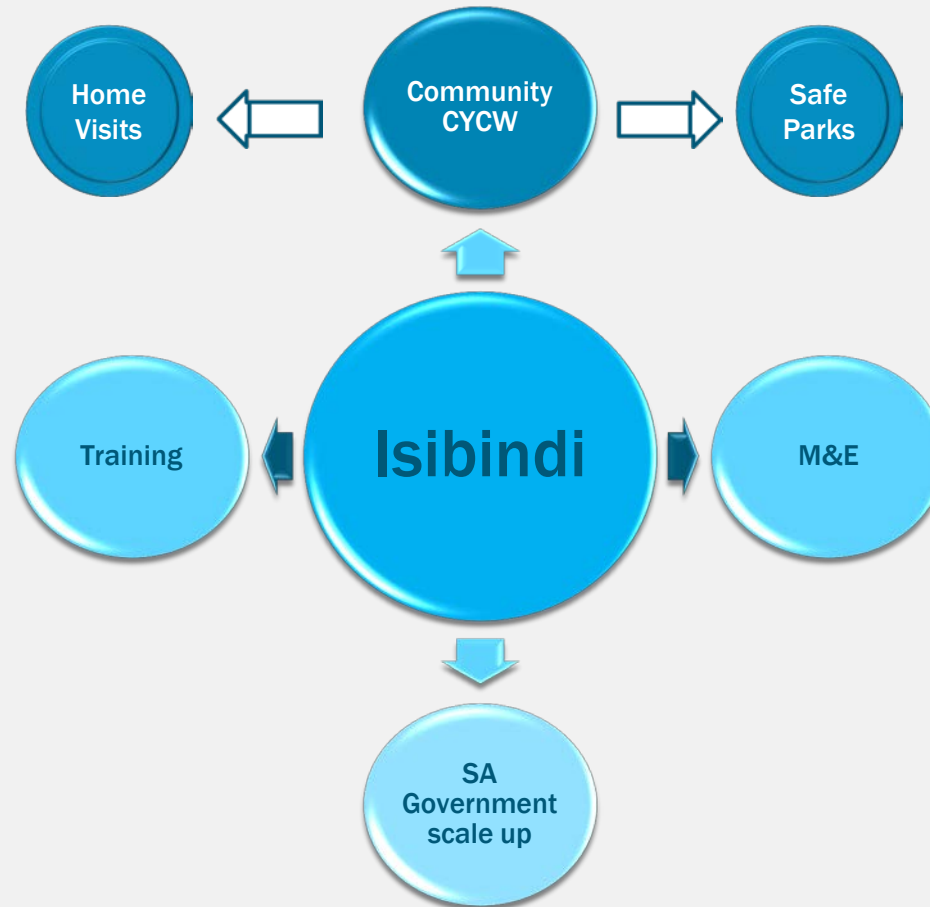 Home
Visits
Community
CYCW
Safe
Parks
Training
Isibindi
M&E
SA
Government
scale up